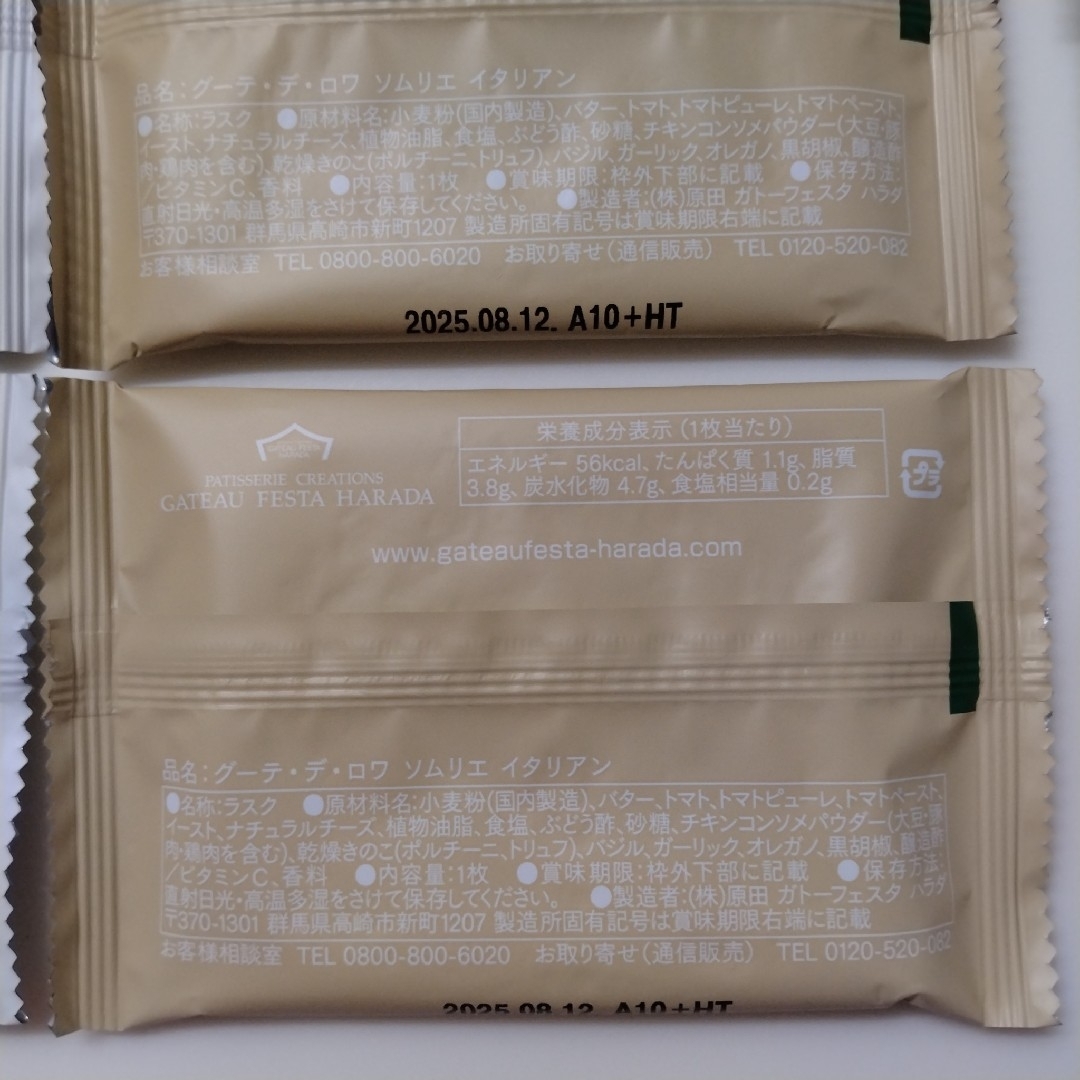 品名:グーテ・デ・ロワ ソムリエ イタリアン
●名称:ラスク ●原材料名:小麦粉(国内製造)、バター、トマト、トマトピューレ、トマトペースト、
イースト、ナチュラルチーズ、植物油脂、食塩、ぶどう酢、砂糖、チキンコンソメパウダー(大豆・豚
肉・鶏肉を含む)、乾燥きのこ(ポルチーニ、トリュフ)、バジル、ガーリック、オレガノ、黒胡椒、醸造酢
/ビタミンC、香料 ●内容量:1枚 ●賞味期限:枠外下部に記載 ●保存方法:
直射日光・高温多湿をさけて保存してください。 ●製造者:(株)原田 ガトーフェスタ ハラダ
〒370-1301 群馬県高崎市新町1207 製造所固有記号は賞味期限右端に記載
お客様相談室 TEL 0800-800-6020 お取り寄せ(通信販売) TEL 0120-520-082
2025.08.12. A10+HT
栄養成分表示(1枚当たり)
エネルギー 56kcal、たんぱく質 1.1g、脂質
3.8g、炭水化物 4.7g、食塩相当量 0.2g
プラ
GATEAU FESTA
HARADA
PATISSERIE CREATIONS
GATEAU FESTA HARADA
www.gateaufesta-harada.com
品名:グーテ・デ・ロワ ソムリエ イタリアン
●名称:ラスク ●原材料名:小麦粉(国内製造)、バター、トマト、トマトピューレ、トマトペースト、
イースト、ナチュラルチーズ、植物油脂、食塩、ぶどう酢、砂糖、チキンコンソメパウダー(大豆・豚
肉・鶏肉を含む)、乾燥きのこ(ポルチーニ、トリュフ)、バジル、ガーリック、オレガノ、黒胡椒、醸造酢
/ビタミンC、香料 ●内容量:1枚 ●賞味期限:枠外下部に記載 ●保存方法:
直射日光・高温多湿をさけて保存してください。 ●製造者:(株)原田 ガトーフェスタ ハラダ
〒370-1301 群馬県高崎市新町1207 製造所固有記号は賞味期限右端に記載
お客様相談室 TEL 0800-800-6020 お取り寄せ(通信販売) TEL 0120-520-082
2025.08.12. A10+HT